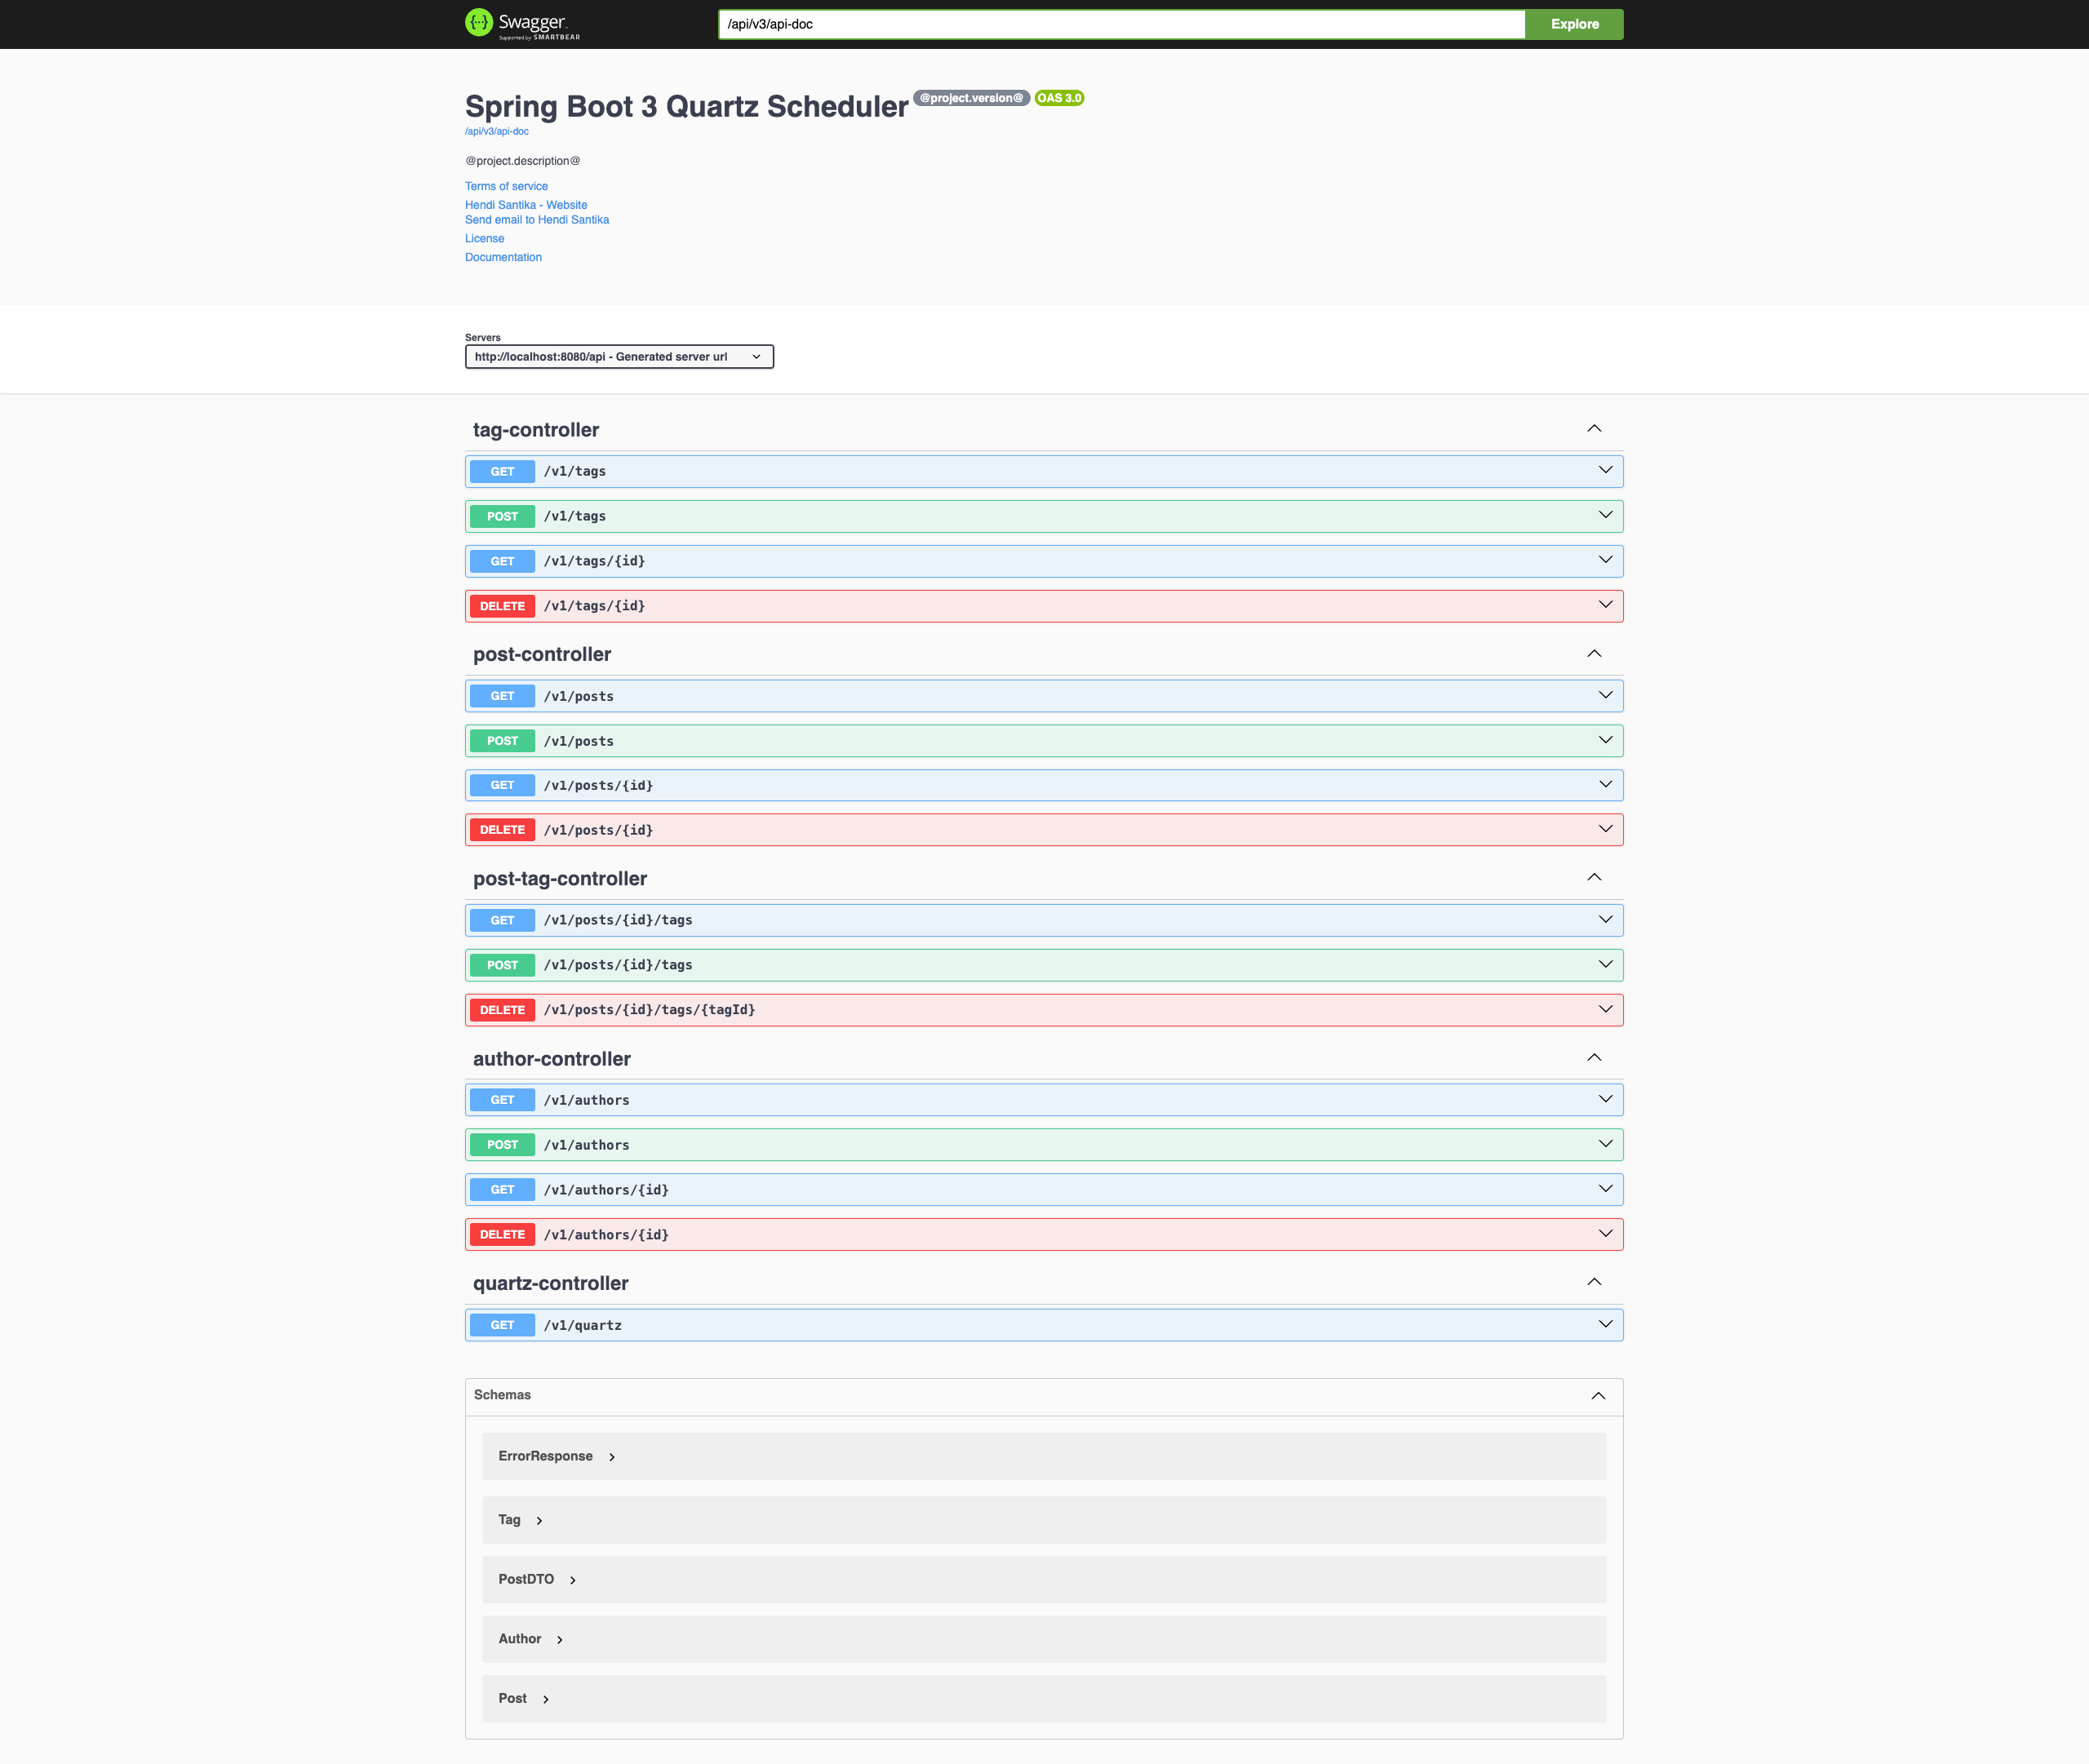 Swagger.
Supported by SMARTBEAR
/api/v3/api-doc
Explore
Spring Boot 3 Quartz Scheduler @project.version@ OAS 3.0
/api/v3/api-doc
@project.description@
Terms of service
Hendi Santika - Website
Send email to Hendi Santika
License
Documentation
Servers
http://localhost:8080/api - Generated server url
tag-controller
GET /v1/tags
POST /v1/tags
GET /v1/tags/{id}
DELETE /v1/tags/{id}
post-controller
GET /v1/posts
POST /v1/posts
GET /v1/posts/{id}
DELETE /v1/posts/{id}
post-tag-controller
GET /v1/posts/{id}/tags
POST /v1/posts/{id}/tags
DELETE /v1/posts/{id}/tags/{tagId}
author-controller
GET /v1/authors
POST /v1/authors
GET /v1/authors/{id}
DELETE /v1/authors/{id}
quartz-controller
GET /v1/quartz
Schemas
ErrorResponse
Tag
PostDTO
Author
Post